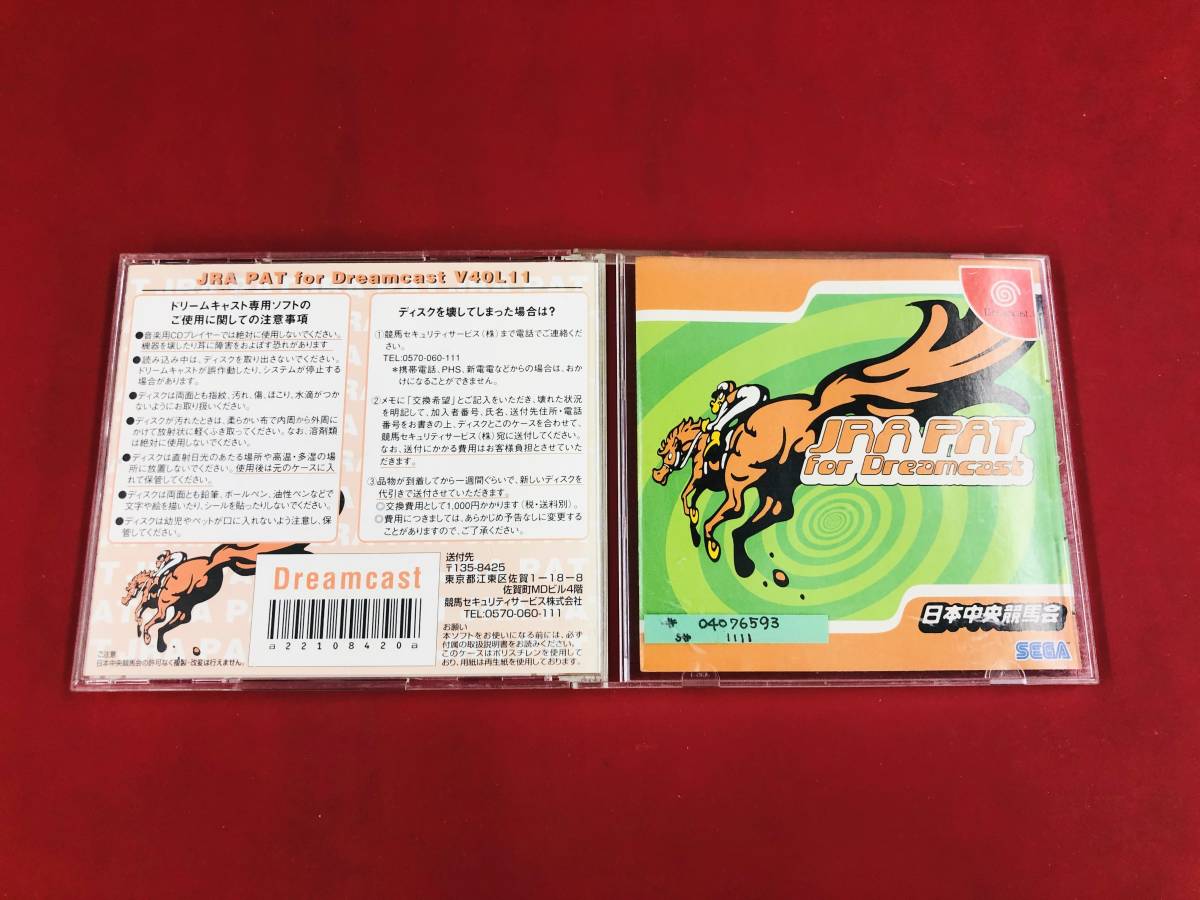 JRA PAT for Dreamcast V40L11
ドリームキャスト専用ソフトの
ご使用に関しての注意事項
●音楽用CDプレイヤーでは絶対に使用しないでください。
機器を壊したり耳に障害をおよぼす恐れがあります
●読み込み中は、ディスクを取り出さないでください。
ドリームキャストが誤作動したり、システムが停止する
場合があります。
●ディスクは両面とも指紋、汚れ、傷、ほこり、水滴がつか
ないようにお取り扱いください。
●ディスクが汚れたときは、柔らかい布で内周から外周に
かけて放射状に軽くふき取ってください。なお、溶剤類
は絶対に使用しないでください。
●ディスクは直射日光のあたる場所や高温・多湿の場
所に放置しないでください。使用後は元のケースに入
れて保管してください。
●ディスクは両面とも鉛筆、ボールペン、油性ペンなどで
文字や絵を描いたり、シールを貼ったりしないでください。
●ディスクは幼児やペットが口に入れないよう注意し、保
管してください。
ディスクを壊してしまった場合は?
①競馬セキュリティサービス(株)まで電話でご連絡くだ
さい。
TEL:0570-060-111
*携帯電話、PHS、新電電などからの場合は、おか
けになることができません。
②メモに「交換希望」とご記入をいただき、壊れた状況
を明記して、加入者番号、氏名、送付先住所・電話
番号をお書きの上、ディスクとこのケースを合わせて、
競馬セキュリティサービス(株)宛に送付してください。
なお、送付にかかる費用はお客様負担とさせていた
だきます。
③品物が到着してから一週間ぐらいで、新しいディスクを
代引きで送付させていただきます。
◎交換費用として1,000円かかります(税・送料別)。
◎費用につきましては、あらかじめ予告なしに変更する
ことがありますので、ご了承ください。
Dreamcast
a22108420a
送付先
〒135-8425
東京都江東区佐賀1-18-8
佐賀町MDビル4階
競馬セキュリティサービス株式会社
TEL:0570-060-111
お願い
本ソフトをお使いになる前には、必ず
付属の取扱説明書をお読みください。
このケースはポリスチレンを使用して
おり、用紙は再生紙を使用しています。
ご注意
日本中央競馬会の許可なく複製・改変は行えません。
Dreamcast
JRA PAT
for Dreamcast
04076593
1111
日本中央競馬会
SEGA